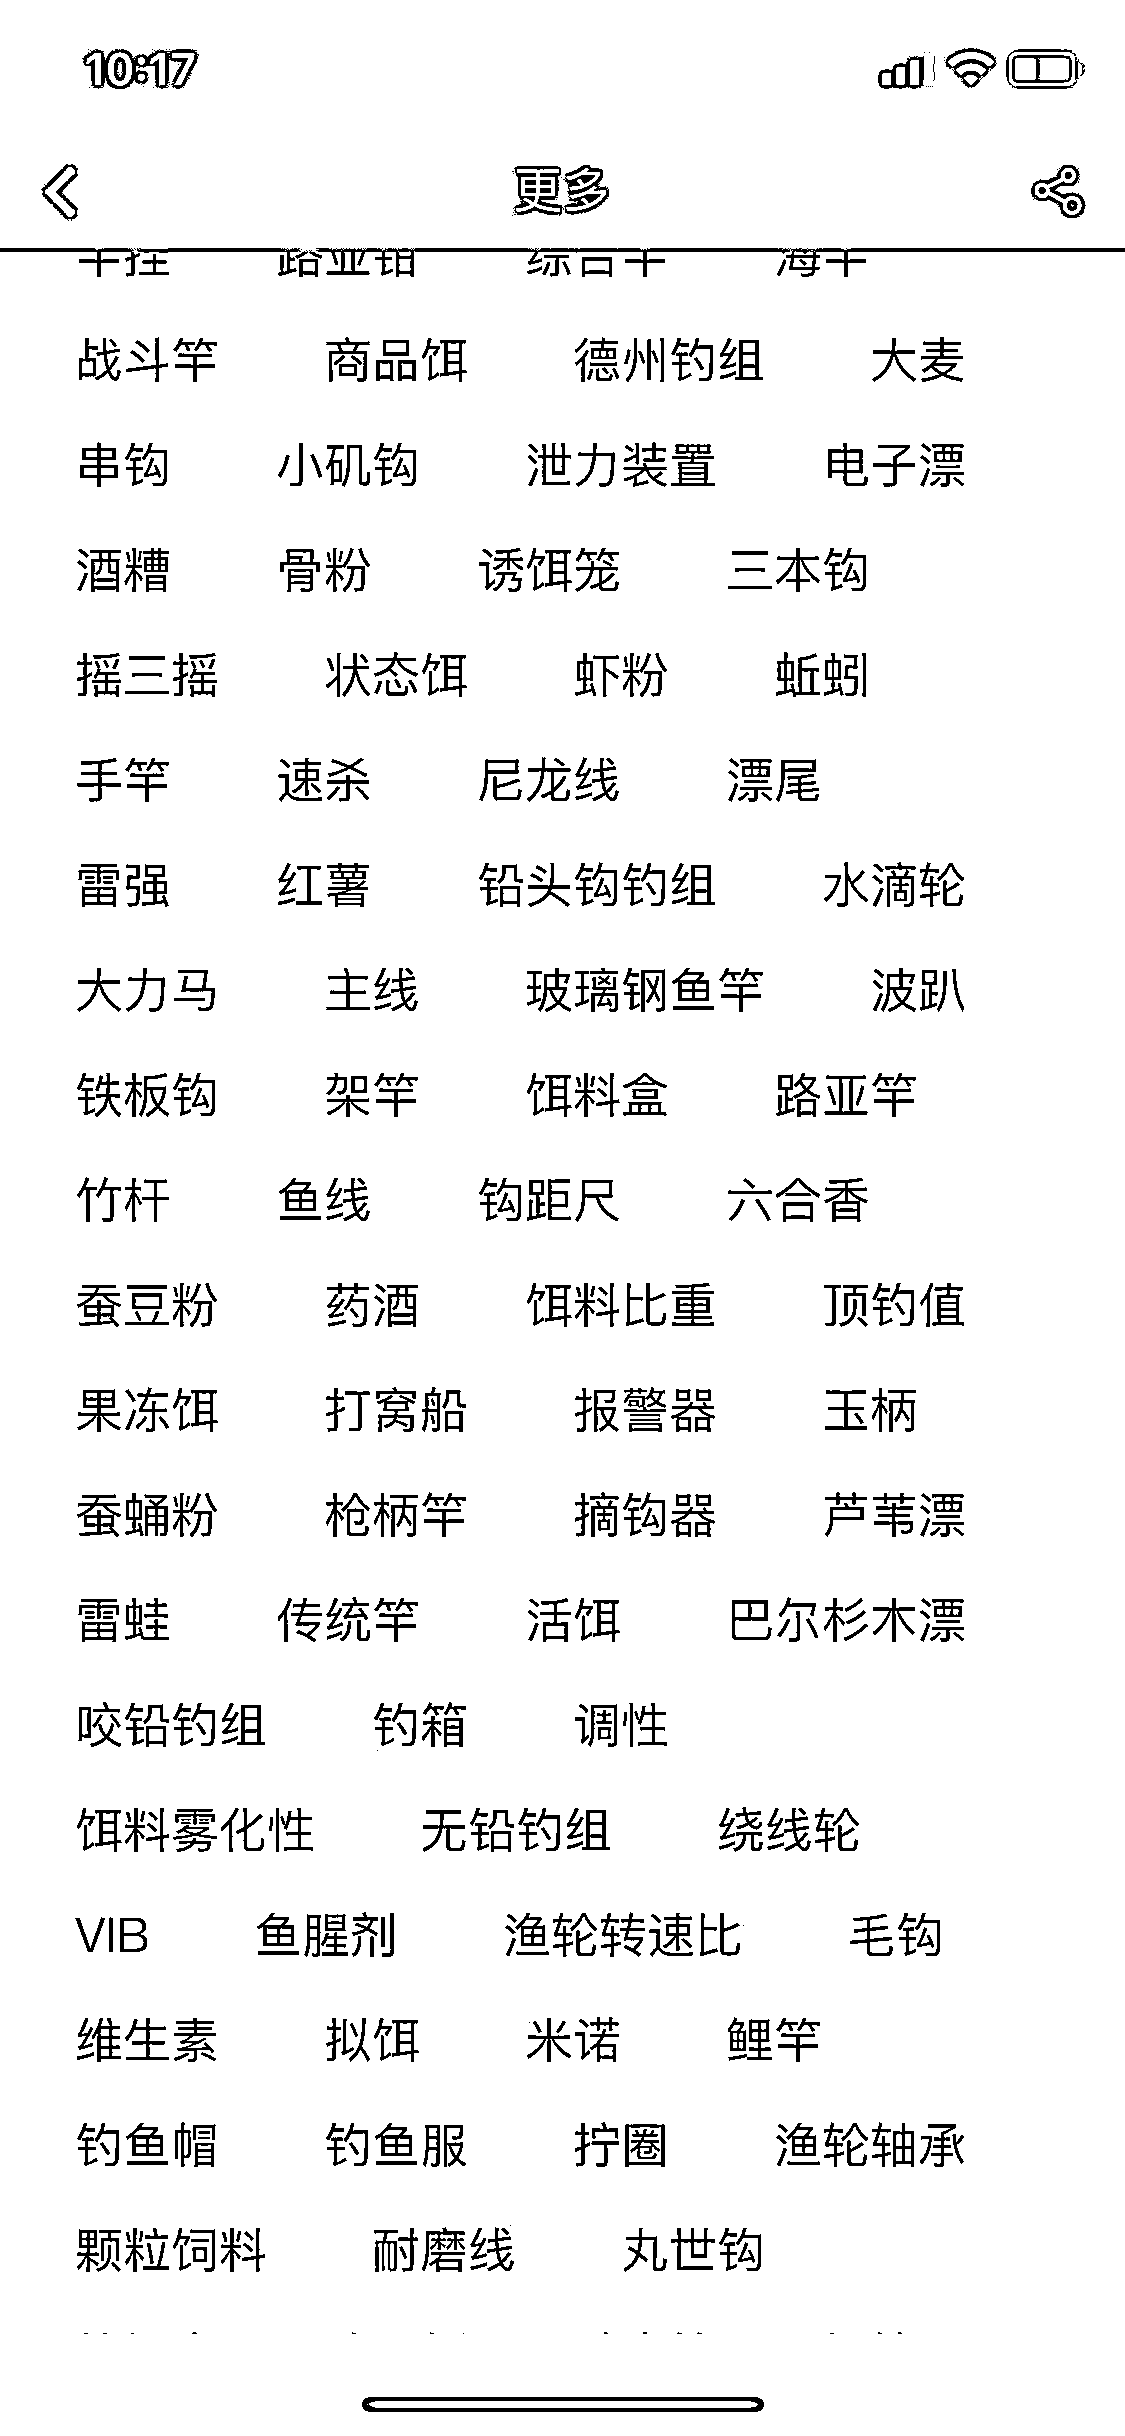 10:17
更多
战斗竿 商品饵 德州钓组 大麦
串钩 小矶钩 泄力装置 电子漂
酒糟 骨粉 诱饵笼 三本钩
摇三摇 状态饵 虾粉 蚯蚓
手竿 速杀 尼龙线 漂尾
雷强 红薯 铅头钩钓组 水滴轮
大力马 主线 玻璃钢鱼竿 波趴
铁板钩 架竿 饵料盒 路亚竿
竹杆 鱼线 钩距尺 六合香
蚕豆粉 药酒 饵料比重 顶钓值
果冻饵 打窝船 报警器 玉柄
蚕蛹粉 枪柄竿 摘钩器 芦苇漂
雷蛙 传统竿 活饵 巴尔杉木漂
咬铅钓组 钓箱 调性
饵料雾化性 无铅钓组 绕线轮
VIB 鱼腥剂 渔轮转速比 毛钩
维生素 拟饵 米诺 鲤竿
钓鱼帽 钓鱼服 拧圈 渔轮轴承
颗粒饲料 耐磨线 丸世钩